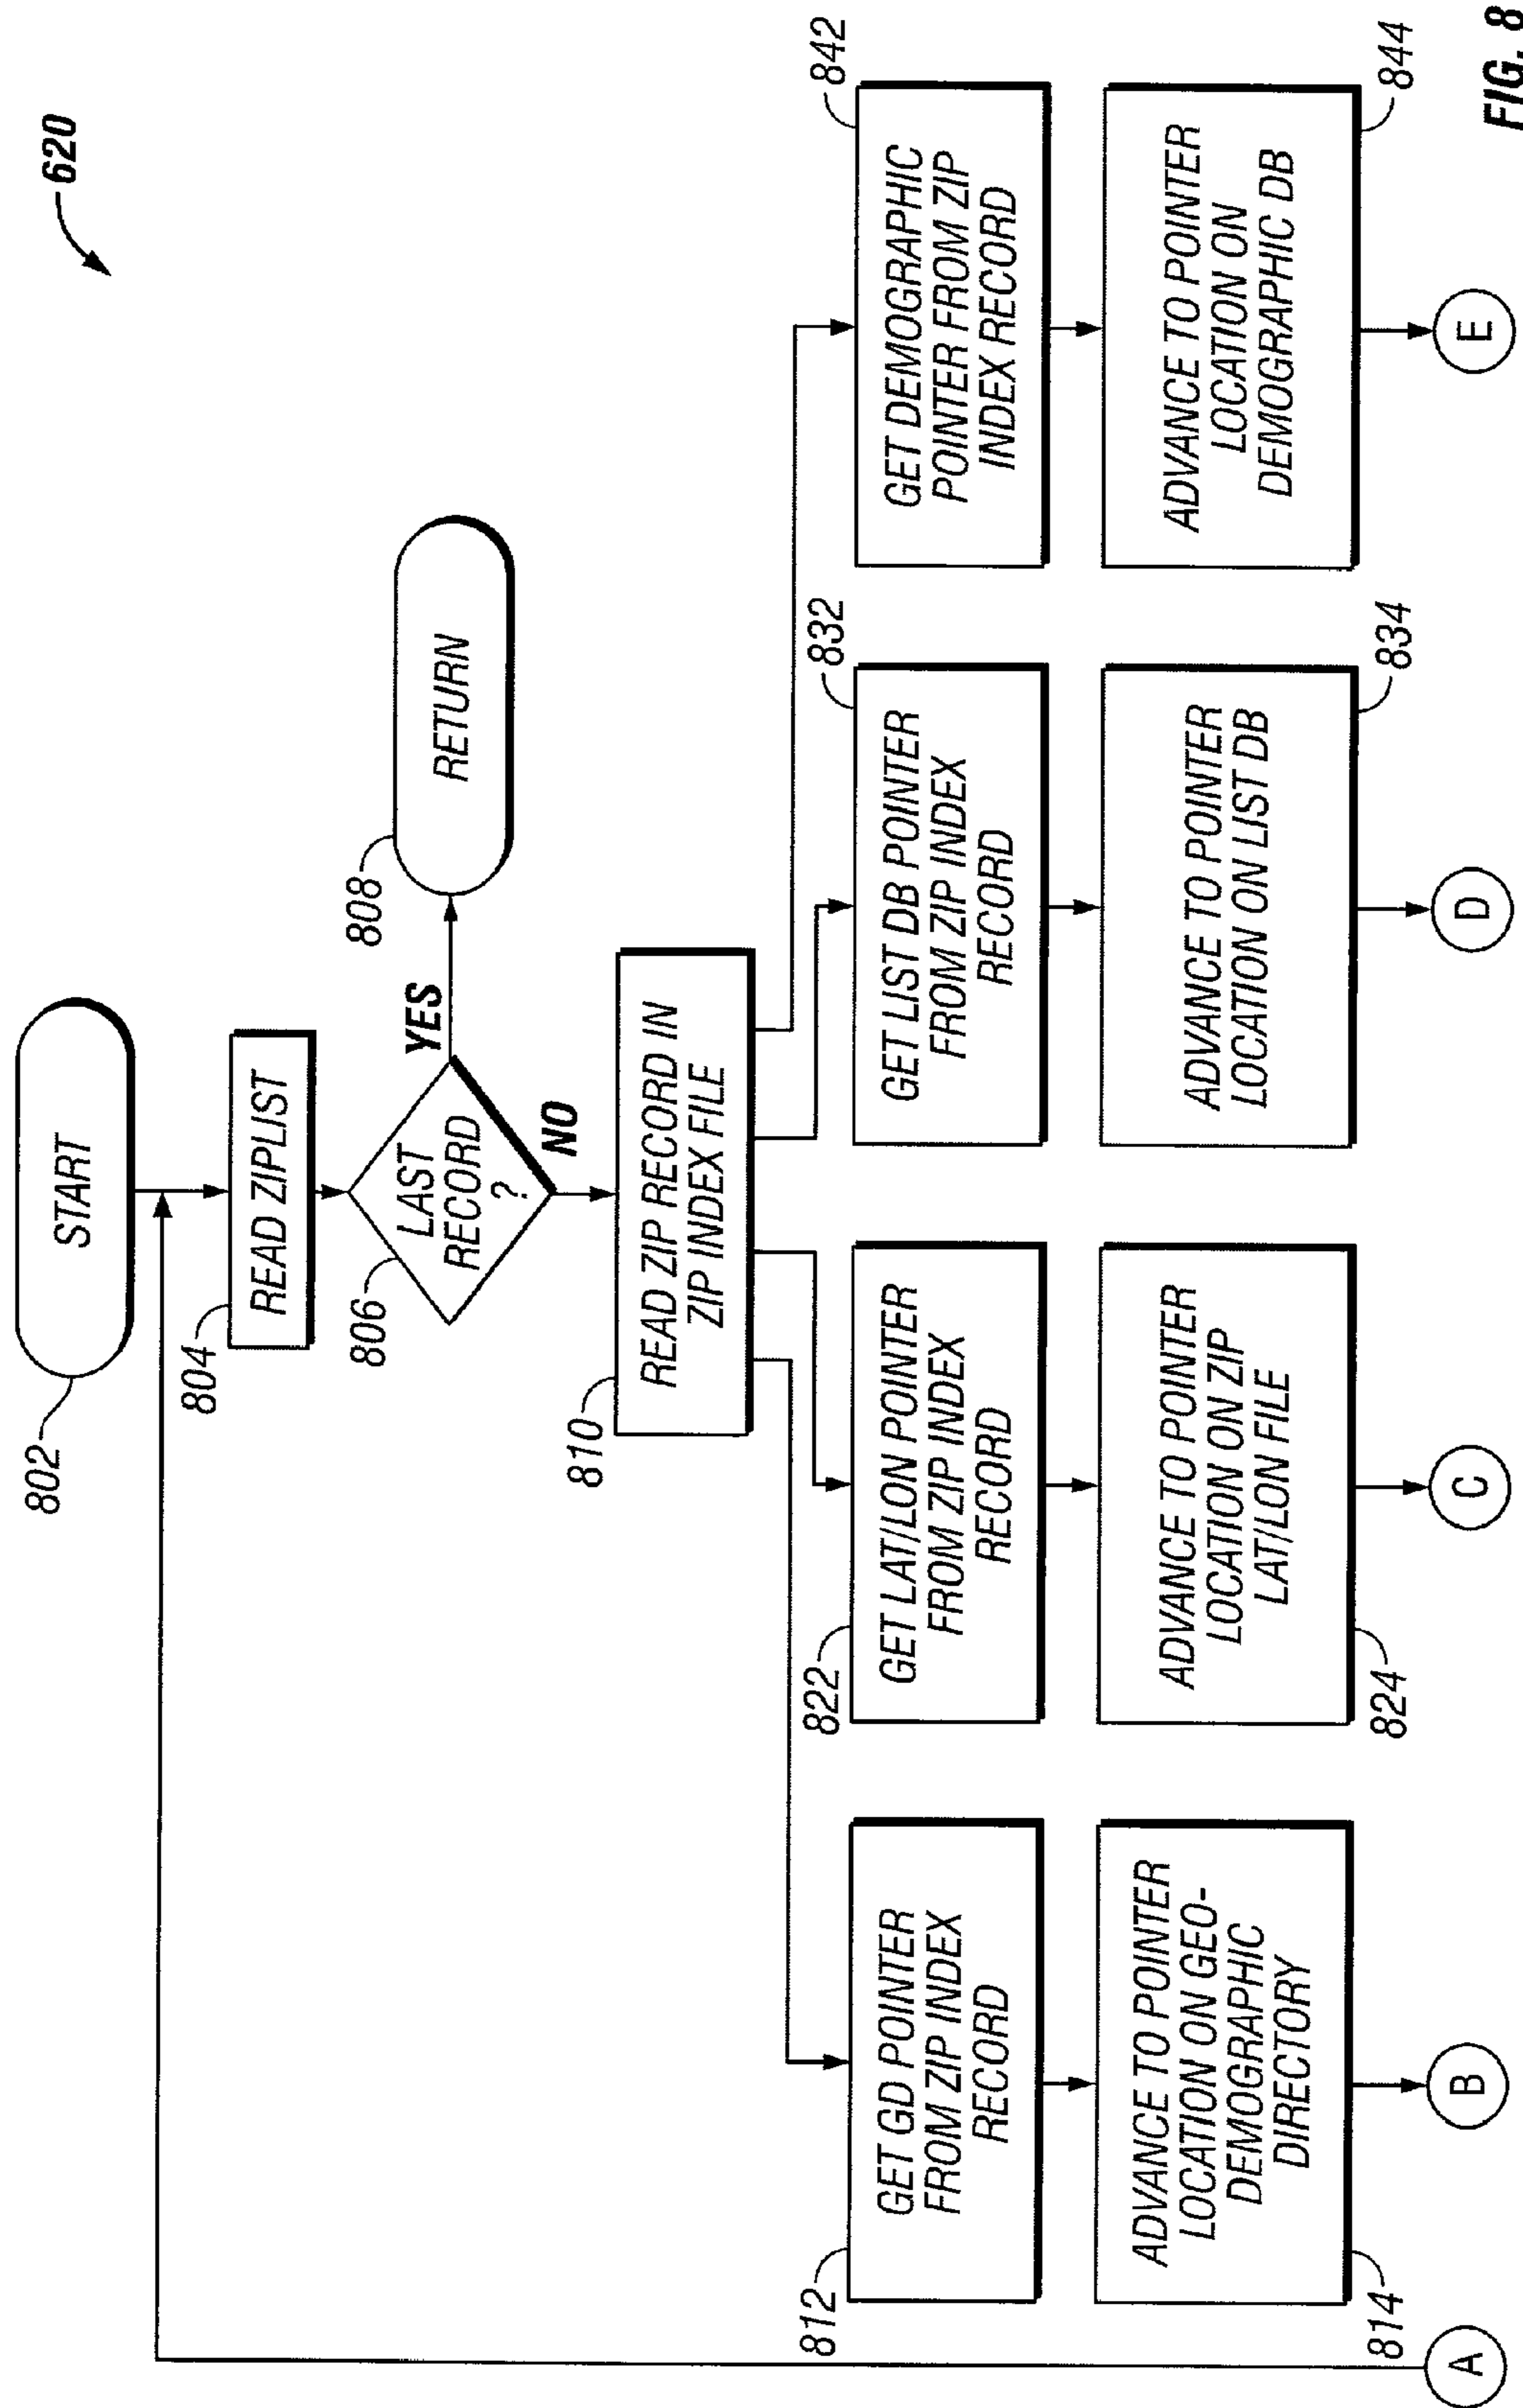 620
START
802
READ ZIPLIST
804
LAST
RECORD
?
806
YES
RETURN
808
NO
READ ZIP RECORD IN
ZIP INDEX FILE
810
GET GD POINTER
FROM ZIP INDEX
RECORD
812
GET LAT/LON POINTER
FROM ZIP INDEX
RECORD
822
GET LIST DB POINTER
FROM ZIP INDEX
RECORD
832
GET DEMOGRAPHIC
POINTER FROM ZIP
INDEX RECORD
842
ADVANCE TO POINTER
LOCATION ON GEO-
DEMOGRAPHIC
DIRECTORY
814
ADVANCE TO POINTER
LOCATION ON ZIP
LAT/LON FILE
824
ADVANCE TO POINTER
LOCATION ON LIST DB
834
ADVANCE TO POINTER
LOCATION ON
DEMOGRAPHIC DB
844
A
B
C
D
E
FIG. 8